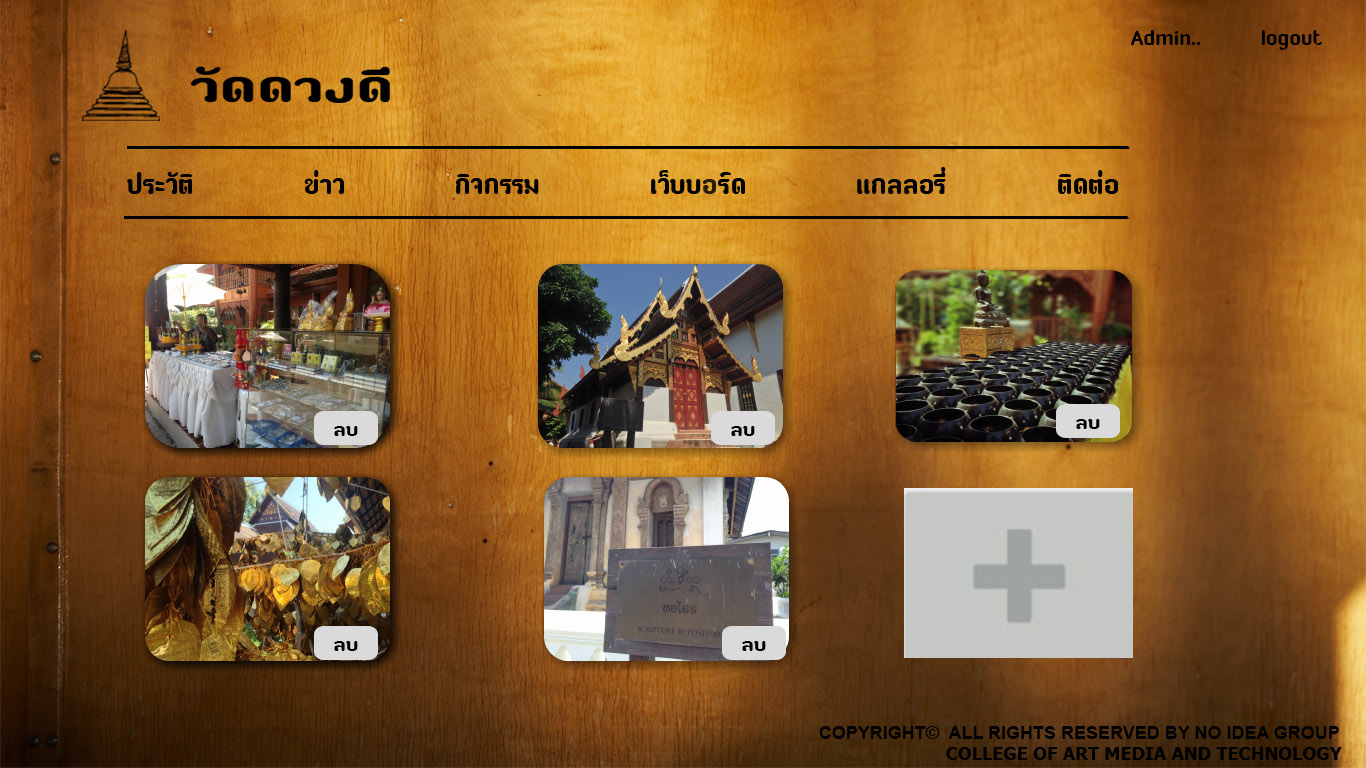 Admin.. logout
วัดดวงดี
ประวัติ ข่าว กิจกรรม เว็บบอร์ด แกลลอรี่ ติดต่อ
ลบ ลบ ลบ
หอไตร
SCRIPTURE REPOSITORY
ลบ ลบ
COPYRIGHT© ALL RIGHTS RESERVED BY NO IDEA GROUP
COLLEGE OF ART MEDIA AND TECHNOLOGY